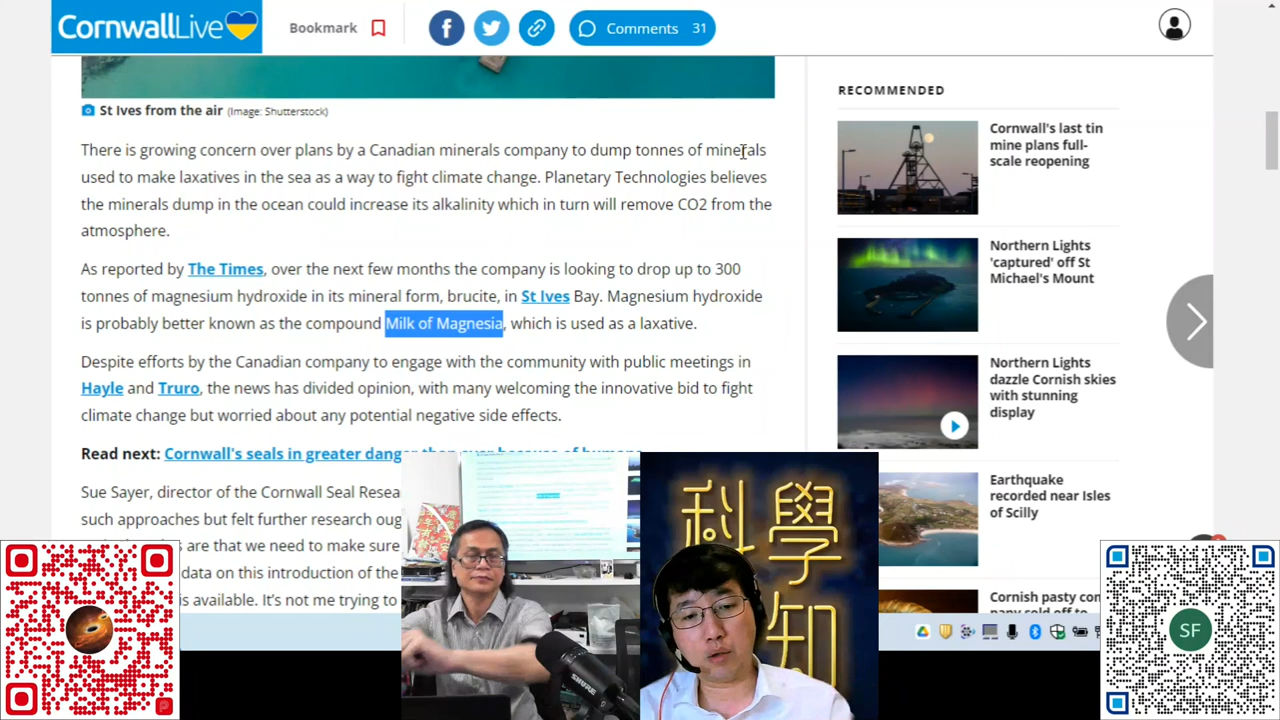 CornwallLive
Bookmark
Comments 31
St Ives from the air (Image: Shutterstock)
There is growing concern over plans by a Canadian minerals company to dump tonnes of minerals
used to make laxatives in the sea as a way to fight climate change. Planetary Technologies believes
the minerals dump in the ocean could increase its alkalinity which in turn will remove CO2 from the
atmosphere.
As reported by The Times, over the next few months the company is looking to drop up to 300
tonnes of magnesium hydroxide in its mineral form, brucite, in St Ives Bay. Magnesium hydroxide
is probably better known as the compound Milk of Magnesia, which is used as a laxative.
Despite efforts by the Canadian company to engage with the community with public meetings in
Hayle and Truro, the news has divided opinion, with many welcoming the innovative bid to fight
climate change but worried about any potential negative side effects.
Read next: Cornwall's seals in greater danger than ever because of humans
Sue Sayer, director of the Cornwall Seal
such approaches but felt further research
are that we need to make sure
data on this introduction of the
is available. It's not me trying to
RECOMMENDED
Cornwall's last tin
mine plans full-
scale reopening
Northern Lights
'captured' off St
Michael's Mount
Northern Lights
dazzle Cornish skies
with stunning
display
Earthquake
recorded near Isles
of Scilly
Cornish pasty
科學
知
SHURE
SF